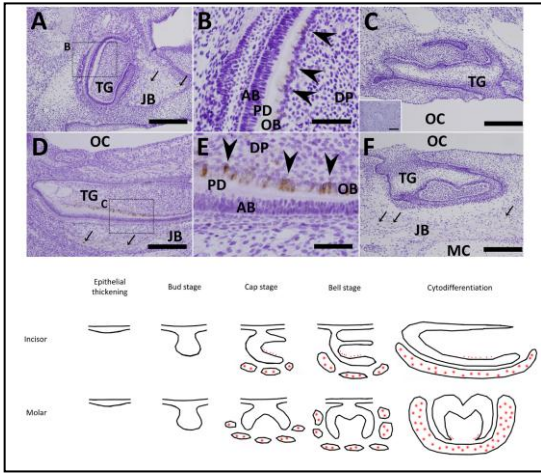 A
B
TG
JB
B
AB
PD
OB
DP
C
TG
OC
D
OC
TG
C
JB
E
DP
PD
OB
AB
F
OC
TG
JB
MC
Epithelial thickening
Bud stage
Cap stage
Bell stage
Cytodifferentiation
Incisor
Molar